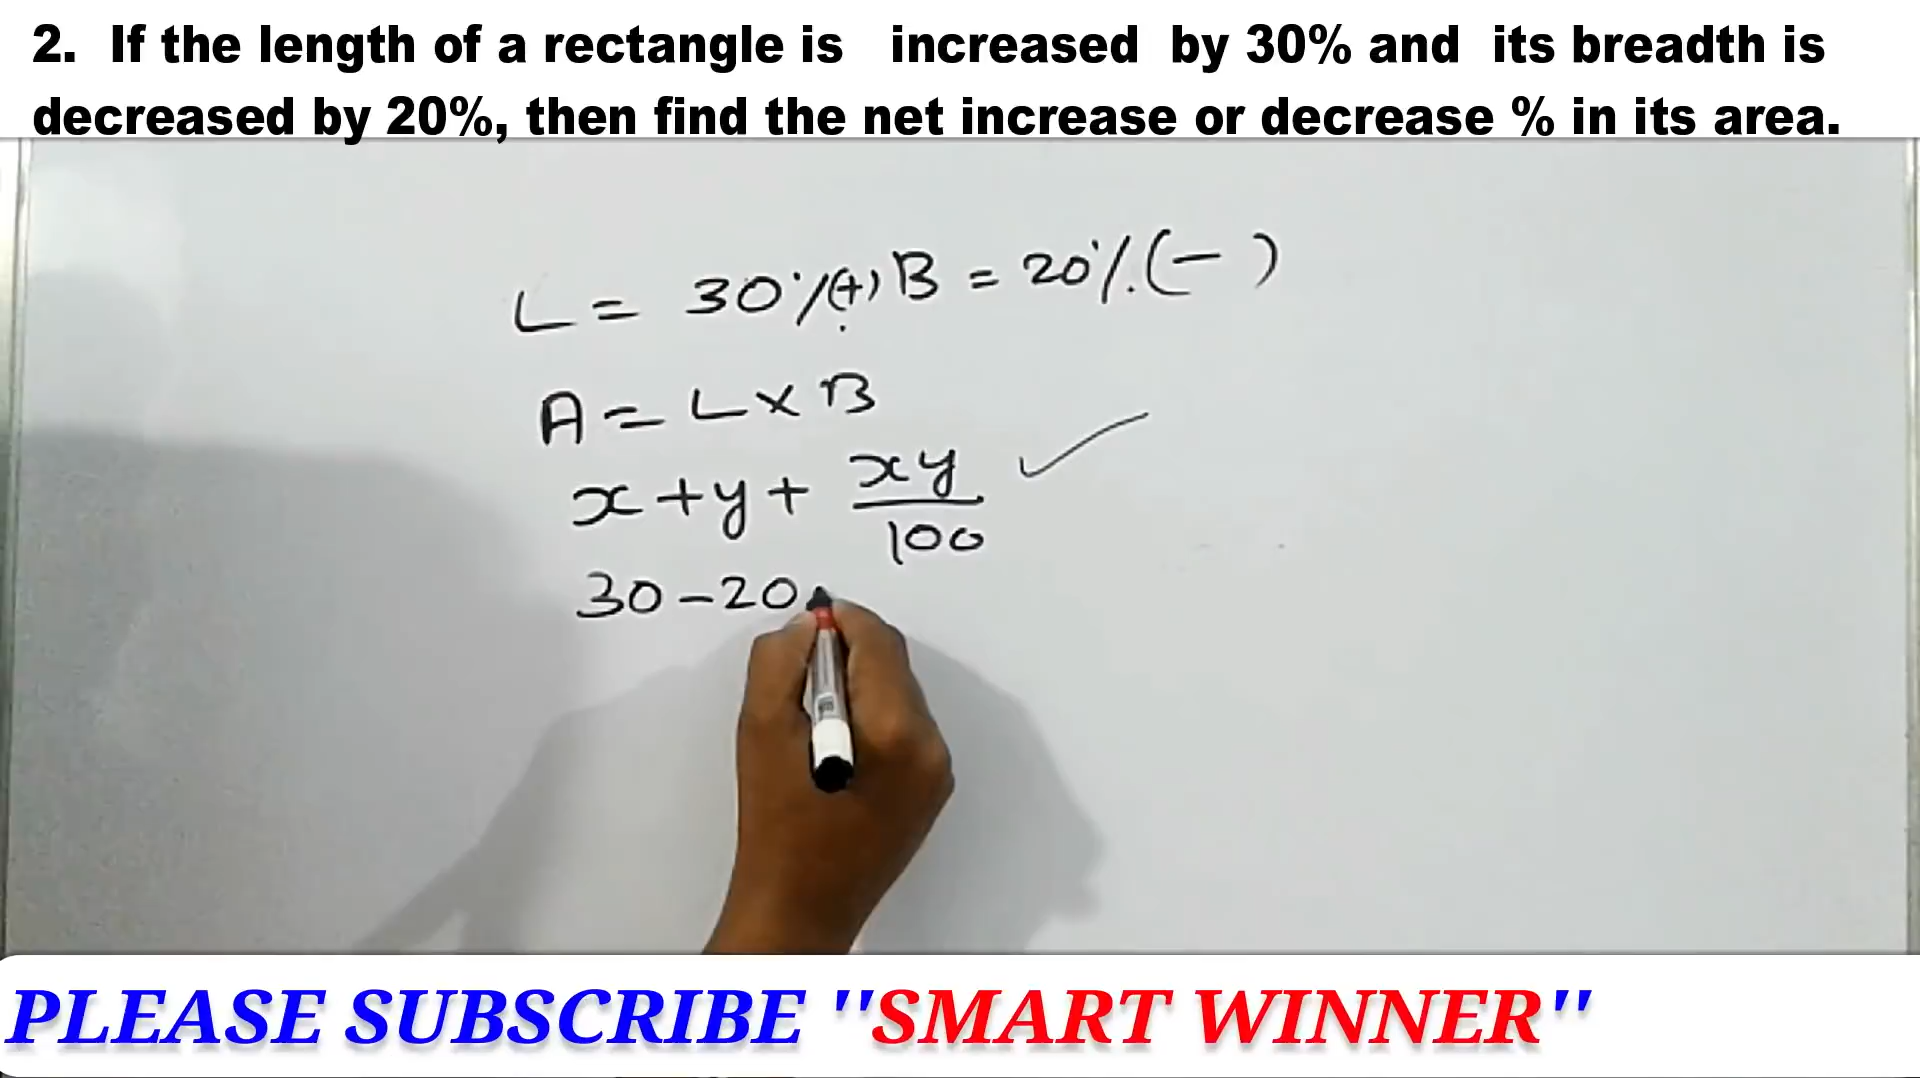 2. If the length of a rectangle is increased by 30% and its breadth is
decreased by 20%, then find the net increase or decrease % in its area.
L = 30%(+) B = 20%(-)
A = L x B
x + y + xy/100
30 - 20
PLEASE SUBSCRIBE "SMART WINNER"